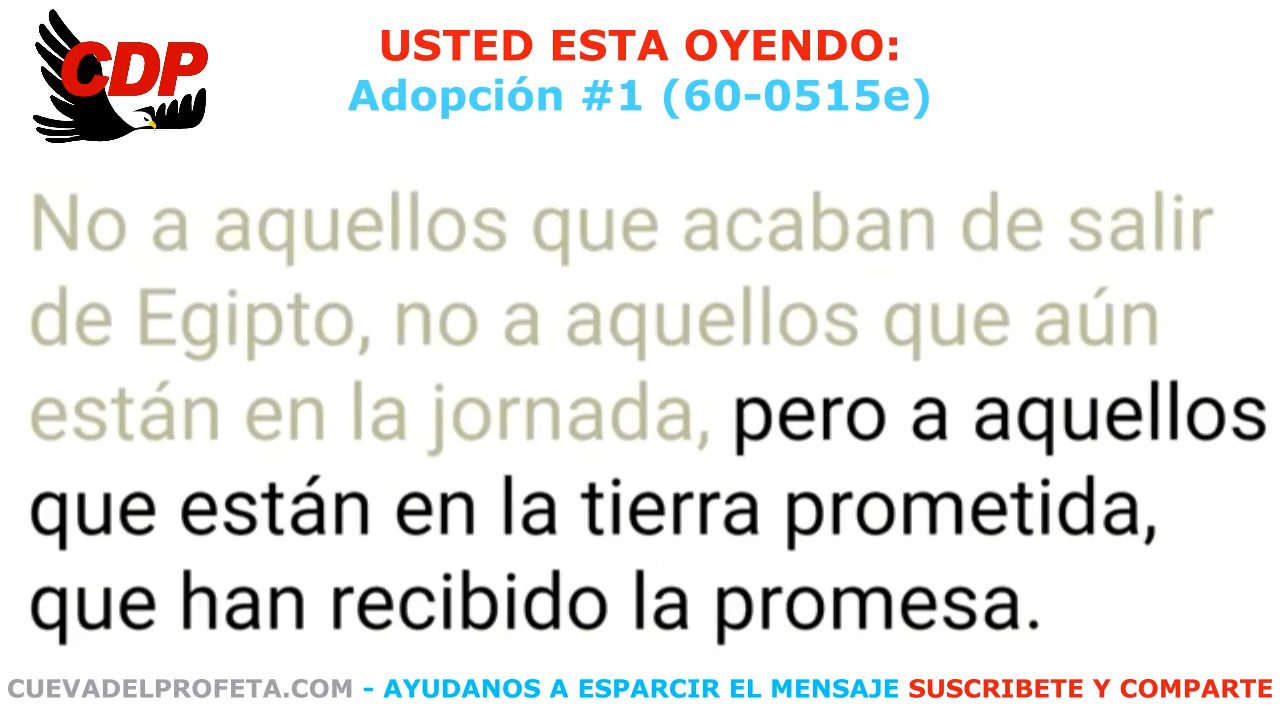 CDP
USTED ESTA OYENDO:
Adopción #1 (60-0515e)
No a aquellos que acaban de salir
de Egipto, no a aquellos que aún
están en la jornada, pero a aquellos
que están en la tierra prometida,
que han recibido la promesa.
CUEVADELPROFETA.COM - AYUDANOS A ESPARCIR EL MENSAJE SUSCRIBETE Y COMPARTE